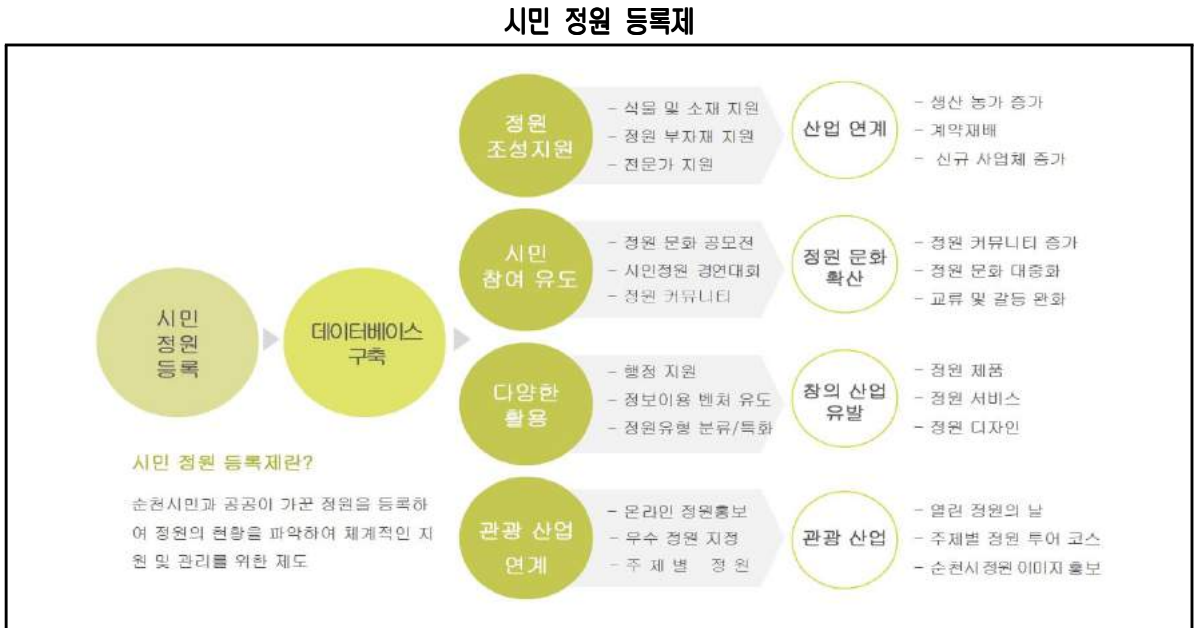 시민 정원 등록제
시민
정원
등록
데이터베이스
구축
시민 정원 등록제란?
순천시민과 공공이 가꾼 정원을 등록하
여 정원의 현황을 파악하여 체계적인 지
원 및 관리를 위한 제도
정원
조성지원
- 식물 및 소재 지원
- 정원 부자재 지원
- 전문가 지원
산업 연계
- 생산 농가 증가
- 계약재배
- 신규 사업체 증가
시민
참여 유도
- 정원 문화 공모전
- 시민정원 경연대회
- 정원 커뮤니티
정원 문화
확산
- 정원 커뮤니티 증가
- 정원 문화 대중화
- 교류 및 갈등 완화
다양한
활용
- 행정 지원
- 정보이용 벤처 유도
- 정원유형 분류/특화
창의 산업
유발
- 정원 제품
- 정원 서비스
- 정원 디자인
관광 산업
연계
- 온라인 정원홍보
- 우수 정원 지정
- 주 제 별 정 원
관광 산업
- 열린 정원의 날
- 주제별 정원 투어 코스
- 순천시정원 이미지 홍보